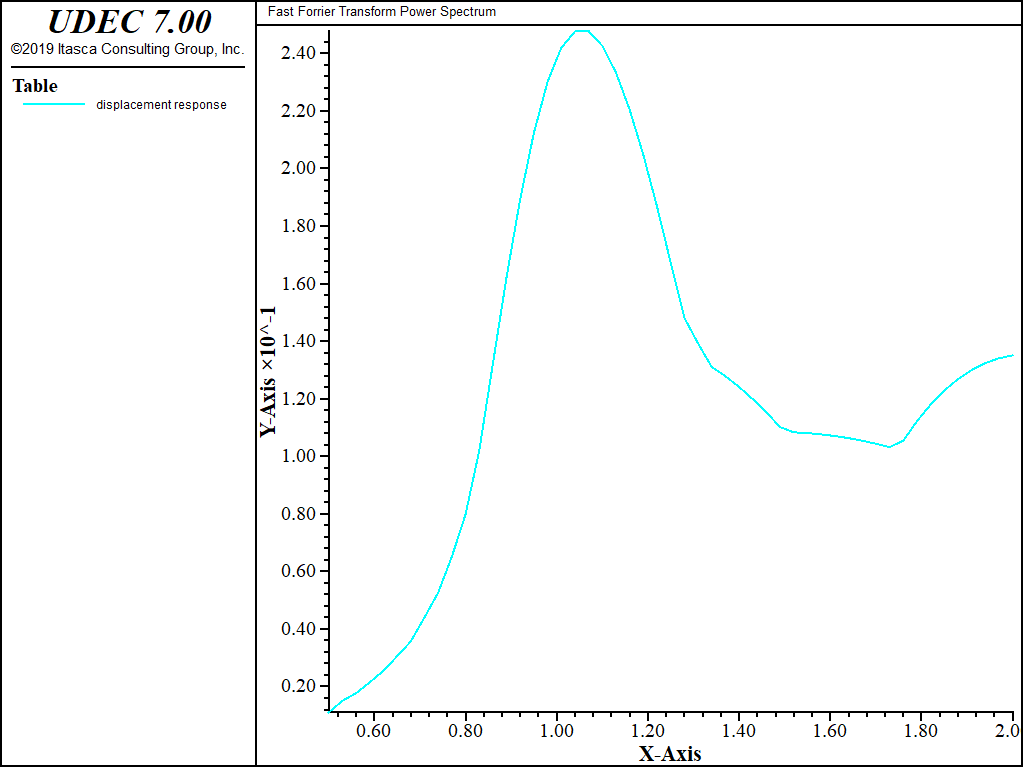 UDEC 7.00
©2019 Itasca Consulting Group, Inc.
Table
displacement response
Fast Forrier Transform Power Spectrum
2.40
2.20
2.00
1.80
1.60
1.40
1.20
1.00
0.80
0.60
0.40
0.20
Y-Axis ×10^-1
0.60 0.80 1.00 1.20 1.40 1.60 1.80 2.0
X-Axis